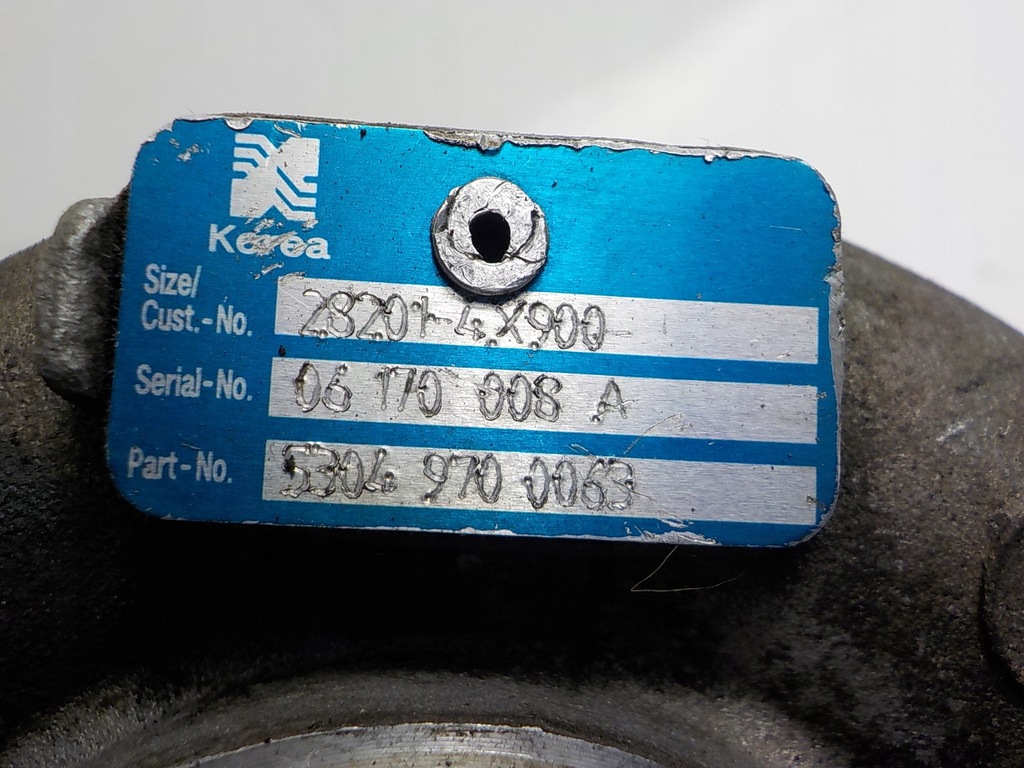 Korea
Size/
Cust.-No. 28201-4X900
Serial-No. 06 170 008 A
Part-No. 5304 970 0063